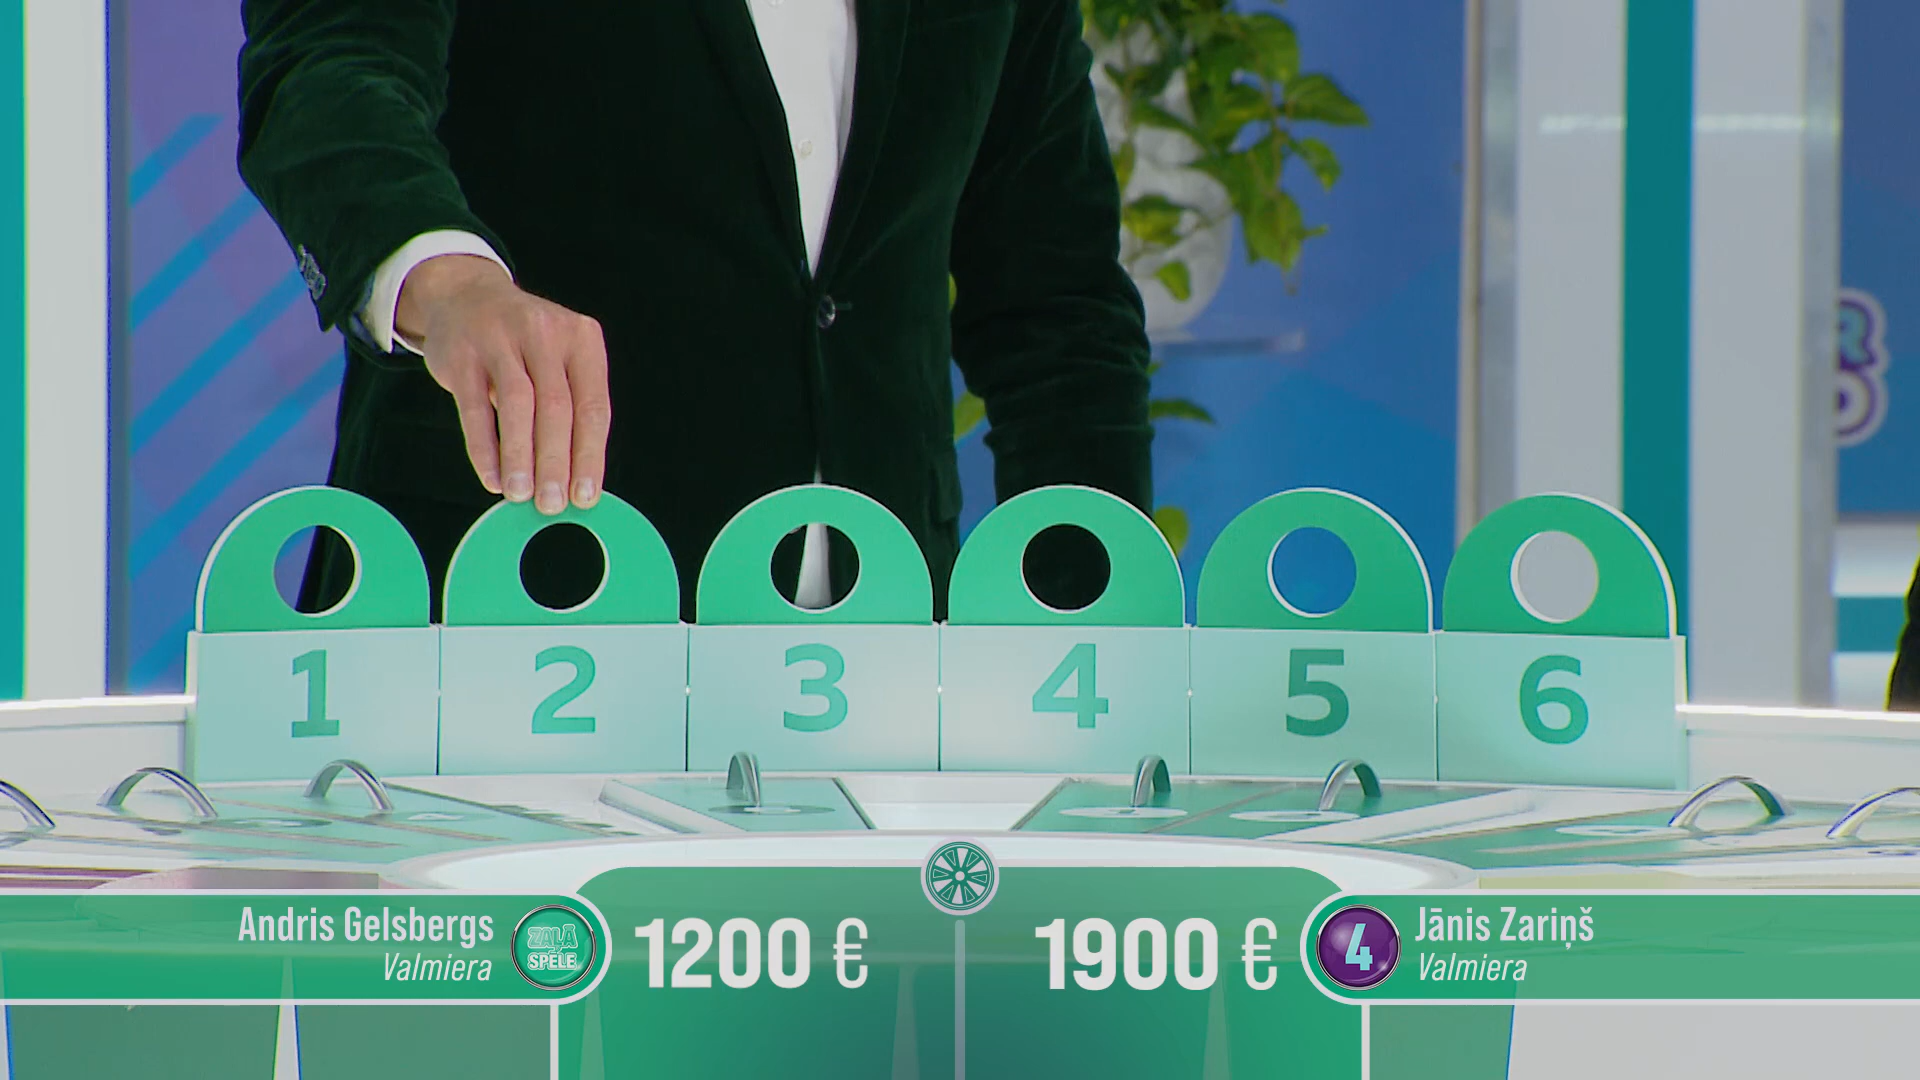 1 2 3 4 5 6
Andris Gelsbergs
Valmiera
ZAĻĀ
SPĒLE
1200 €
1900 €
4
Jānis Zariņš
Valmiera